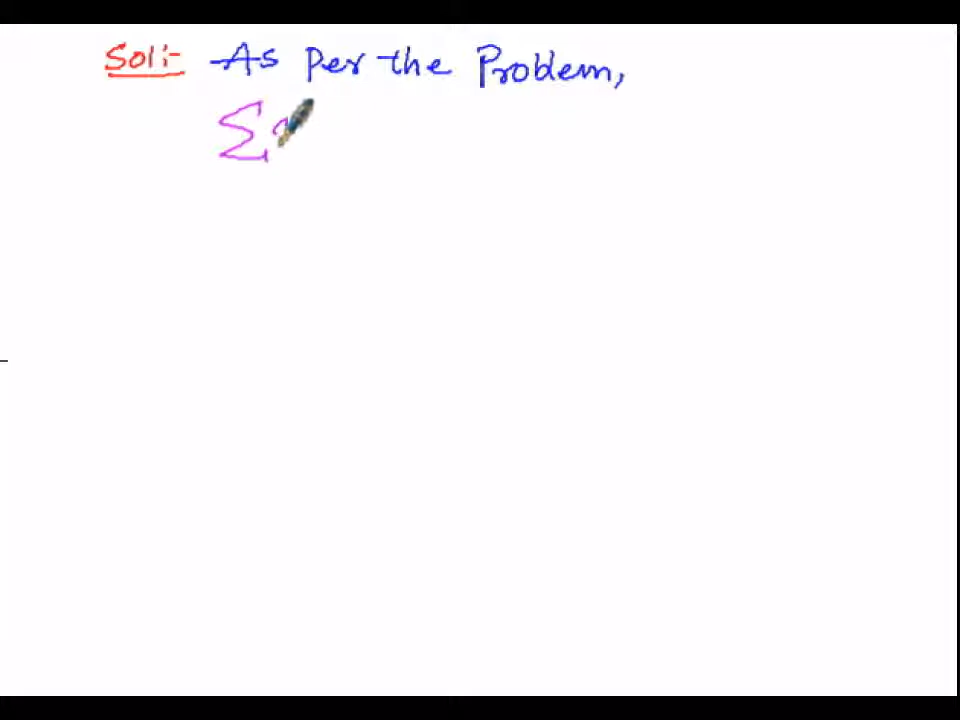 Sol:- As Per the Problem,
Σ